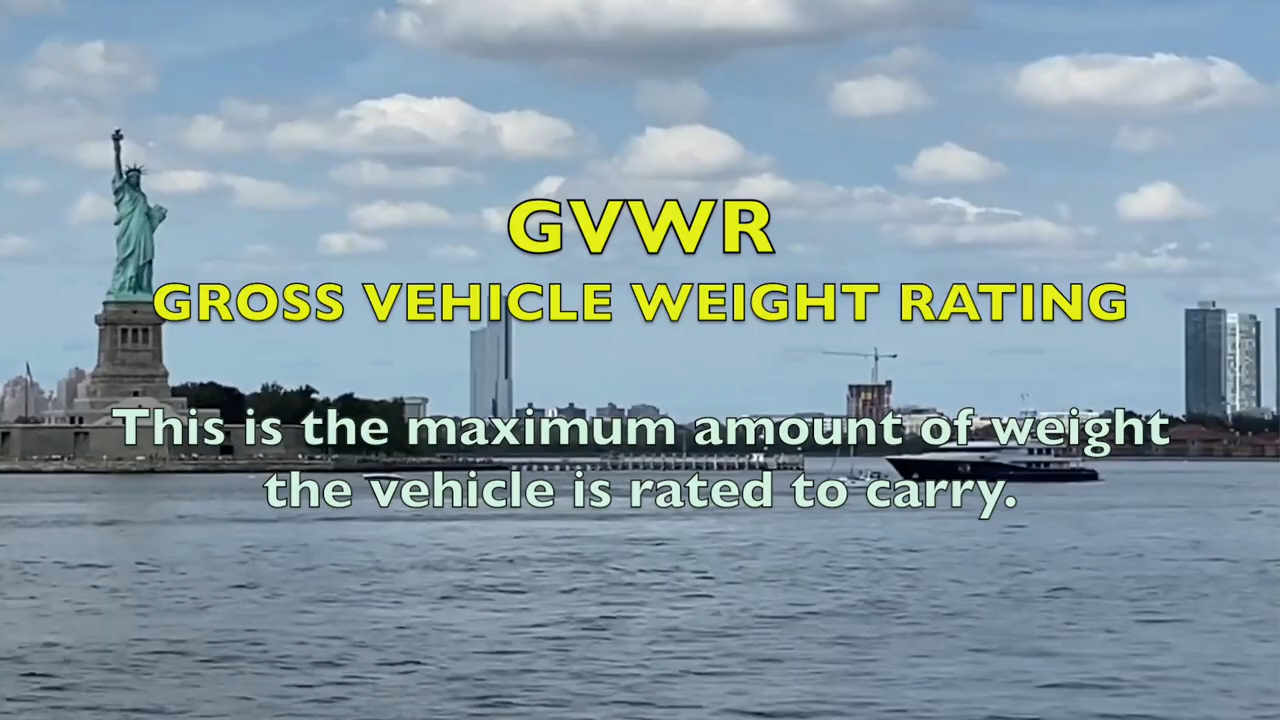 GVWR
GROSS VEHICLE WEIGHT RATING
This is the maximum amount of weight
the vehicle is rated to carry.